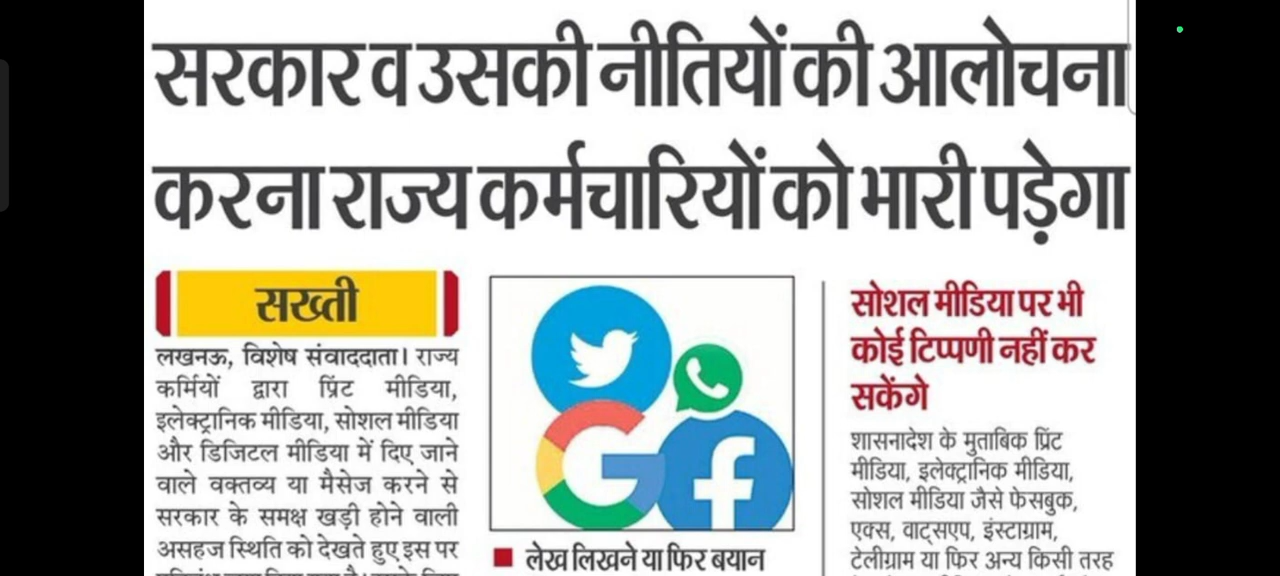 सरकार व उसकी नीतियों की आलोचना
करना राज्य कर्मचारियों को भारी पड़ेगा
सख्ती
लखनऊ, विशेष संवाददाता। राज्य
कर्मियों द्वारा प्रिंट मीडिया,
इलेक्ट्रानिक मीडिया, सोशल मीडिया
और डिजिटल मीडिया में दिए जाने
वाले वक्तव्य या मैसेज करने से
सरकार के समक्ष खड़ी होने वाली
असहज स्थिति को देखते हुए इस पर
लेख लिखने या फिर बयान
सोशल मीडिया पर भी
कोई टिप्पणी नहीं कर
सकेंगे
शासनादेश के मुताबिक प्रिंट
मीडिया, इलेक्ट्रानिक मीडिया,
सोशल मीडिया जैसे फेसबुक,
एक्स, वाट्सएप, इंस्टाग्राम,
टेलीग्राम या फिर अन्य किसी तरह